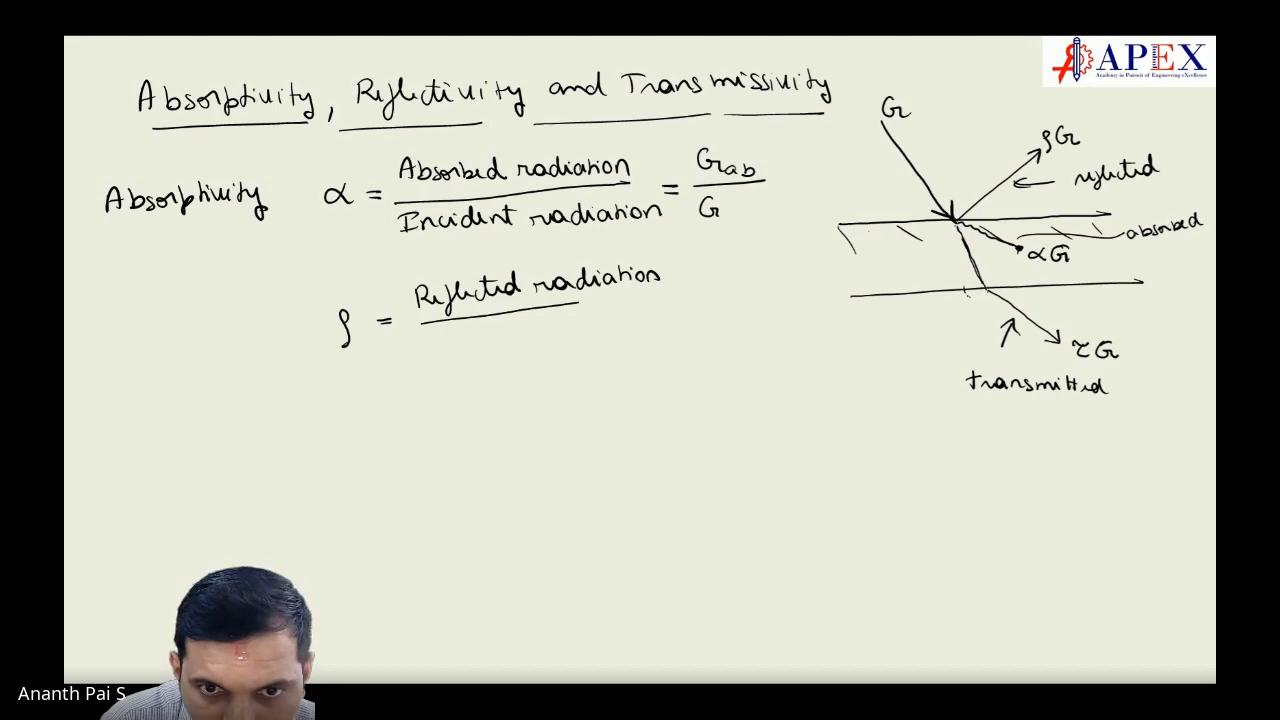 APEX
Academy in Pursuit of Engineering eXcellence
Absorptivity, Reflectivity and Transmissivity
Absorptivity α = Absorbed radiation / Incident radiation = Gab / G
ρ = Reflected radiation
G
ρG
reflected
absorbed
αG
τG
transmitted
Ananth Pai S